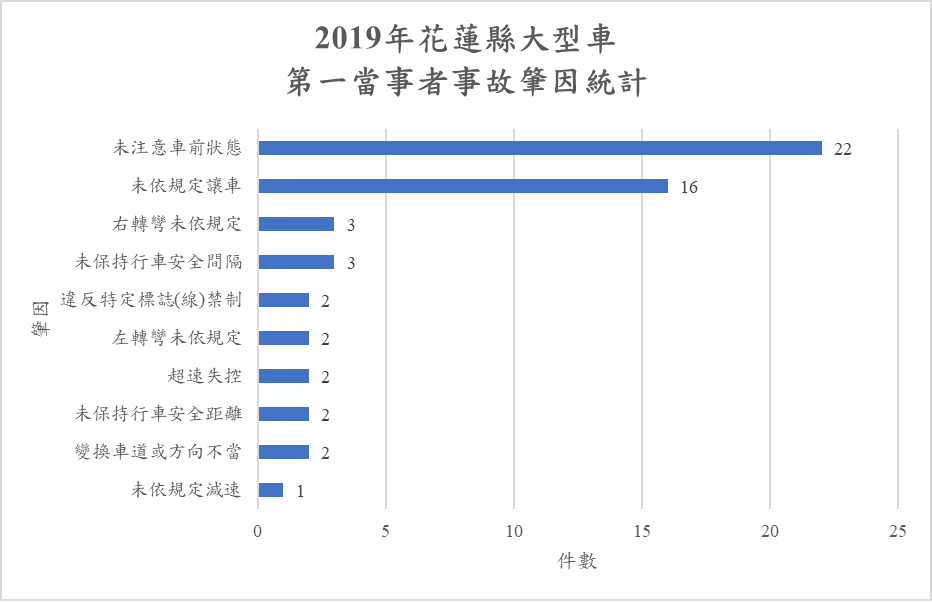 2019年花蓮縣大型車
第一當事者事故肇因統計
未注意車前狀態
22
未依規定讓車
16
右轉彎未依規定
3
未保持行車安全間隔
3
違反特定標誌(線)禁制
2
左轉彎未依規定
2
超速失控
2
未保持行車安全距離
2
變換車道或方向不當
2
未依規定減速
1
肇因
0
5
10
15
20
25
件數